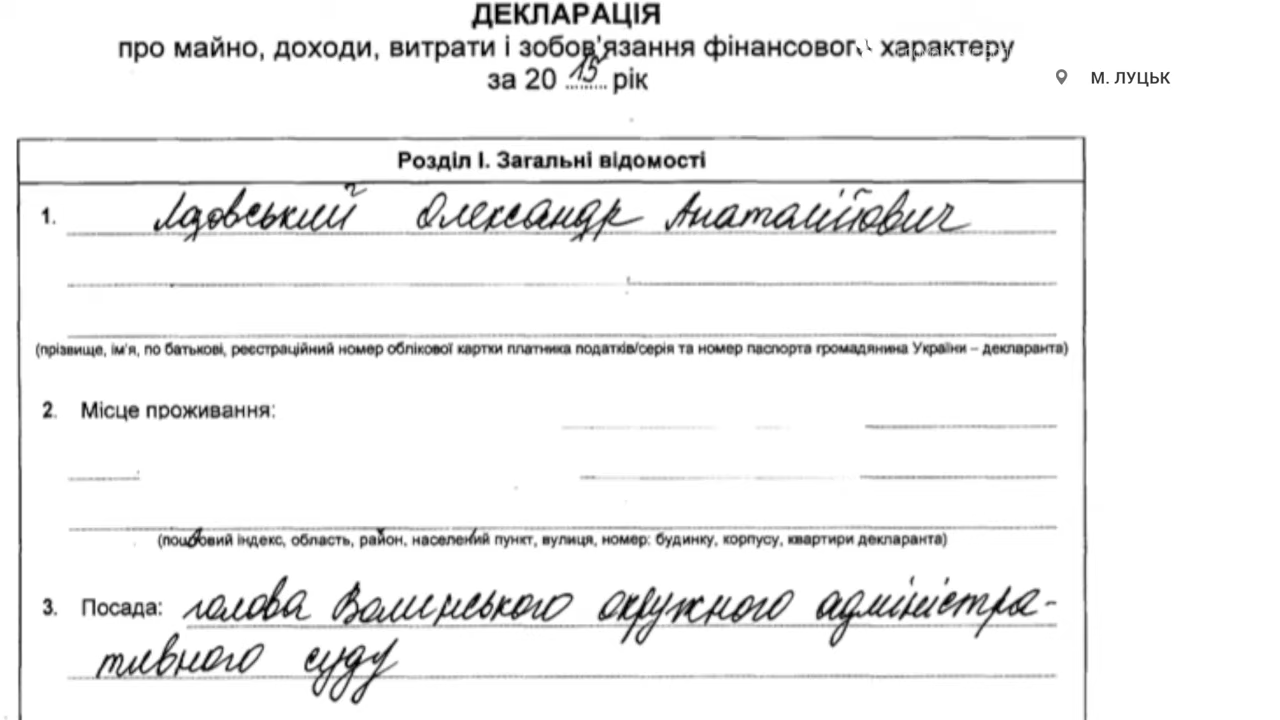 ДЕКЛАРАЦІЯ
про майно, доходи, витрати і зобов'язання фінансового характеру
за 2015 рік
М. ЛУЦЬК
Розділ І. Загальні відомості
1. Лозовський Олександр Анатолійович
(прізвище, ім'я, по батькові, реєстраційний номер облікової картки платника податків/серія та номер паспорта громадянина України – декларанта)
2. Місце проживання:
(поштовий індекс, область, район, населений пункт, вулиця, номер: будинку, корпусу, квартири декларанта)
3. Посада: голова Волинського окружного адміністра-
тивного суду